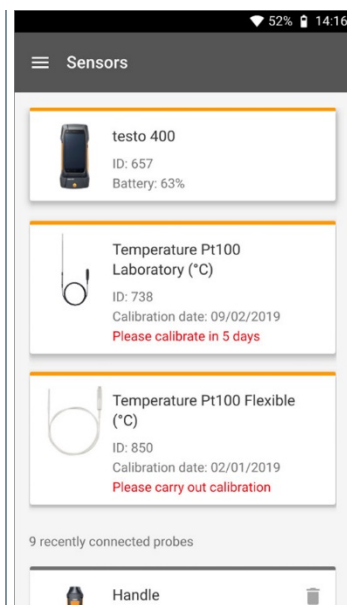 52% 14:16
Sensors
testo 400
ID: 657
Battery: 63%
Temperature Pt100
Laboratory (°C)
ID: 738
Calibration date: 09/02/2019
Please calibrate in 5 days
Temperature Pt100 Flexible
(°C)
ID: 850
Calibration date: 02/01/2019
Please carry out calibration
9 recently connected probes
Handle